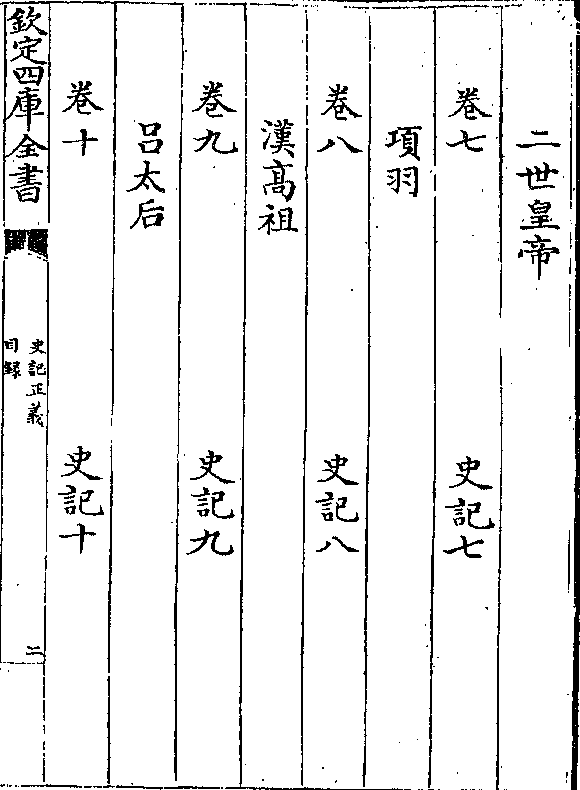 二世皇帝
卷七 史記七
項羽
卷八 史記八
漢髙祖
卷九 史記九
吕太后
卷十 史記十
欽定四庫全書
史記正義
目録
二